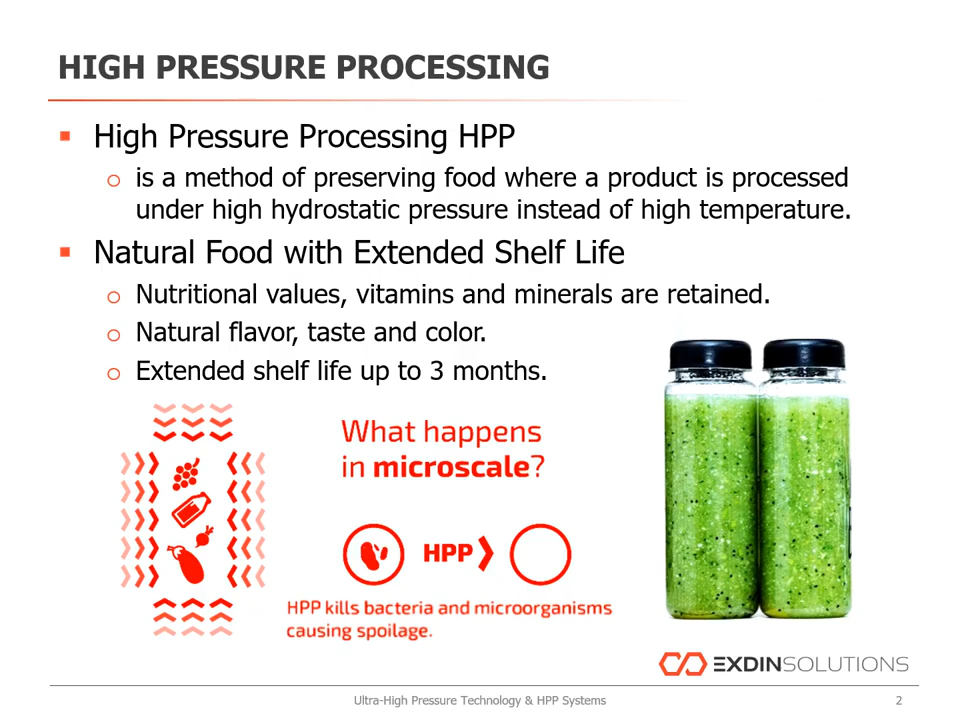 HIGH PRESSURE PROCESSING
High Pressure Processing HPP
is a method of preserving food where a product is processed
under high hydrostatic pressure instead of high temperature.
Natural Food with Extended Shelf Life
Nutritional values, vitamins and minerals are retained.
Natural flavor, taste and color.
Extended shelf life up to 3 months.
What happens
in microscale?
HPP
HPP kills bacteria and microorganisms
causing spoilage.
EXDINSOLUTIONS
Ultra-High Pressure Technology & HPP Systems
2